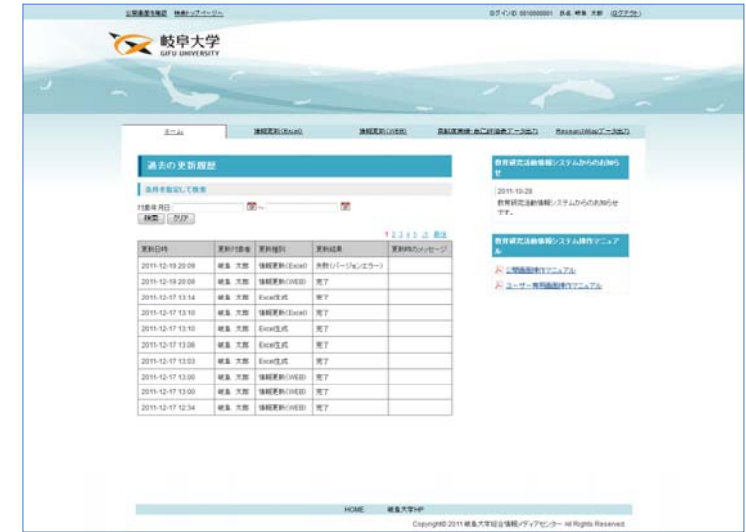 公開画面を確認 検索トップページへ
ログインID 0010000001 氏名 岐阜 太郎 (ログアウト)
岐阜大学
GIFU UNIVERSITY
ホーム
情報更新(Excel)
情報更新(WEB)
貢献度実績・自己評価表データ出力
ResearchMapデータ出力
過去の更新履歴
条件を指定して検索
作業年月日
～
検索 クリア
1 2 3 4 5 次 最後
更新日時 更新作業者 更新種別 更新結果 更新時のメッセージ
2011-12-19 20:09 岐阜 太郎 情報更新(Excel) 失敗(バージョンエラー)
2011-12-19 20:09 岐阜 太郎 情報更新(WEB) 完了
2011-12-17 13:14 岐阜 太郎 Excel生成 完了
2011-12-17 13:10 岐阜 太郎 情報更新(Excel) 完了
2011-12-17 13:10 岐阜 太郎 Excel生成 完了
2011-12-17 13:08 岐阜 太郎 Excel生成 完了
2011-12-17 13:03 岐阜 太郎 Excel生成 完了
2011-12-17 13:00 岐阜 太郎 情報更新(WEB) 完了
2011-12-17 13:00 岐阜 太郎 情報更新(WEB) 完了
2011-12-17 12:34 岐阜 太郎 情報更新(WEB) 完了
教育研究活動情報システムからのお知ら
せ
2011-10-28
教育研究活動情報システムからのお知らせ
です。
教育研究活動情報システム操作マニュア
ル
公開画面操作マニュアル
ユーザー専用画面操作マニュアル
HOME 岐阜大学HP
Copyright© 2011 岐阜大学総合情報メディアセンター All Rights Reserved.